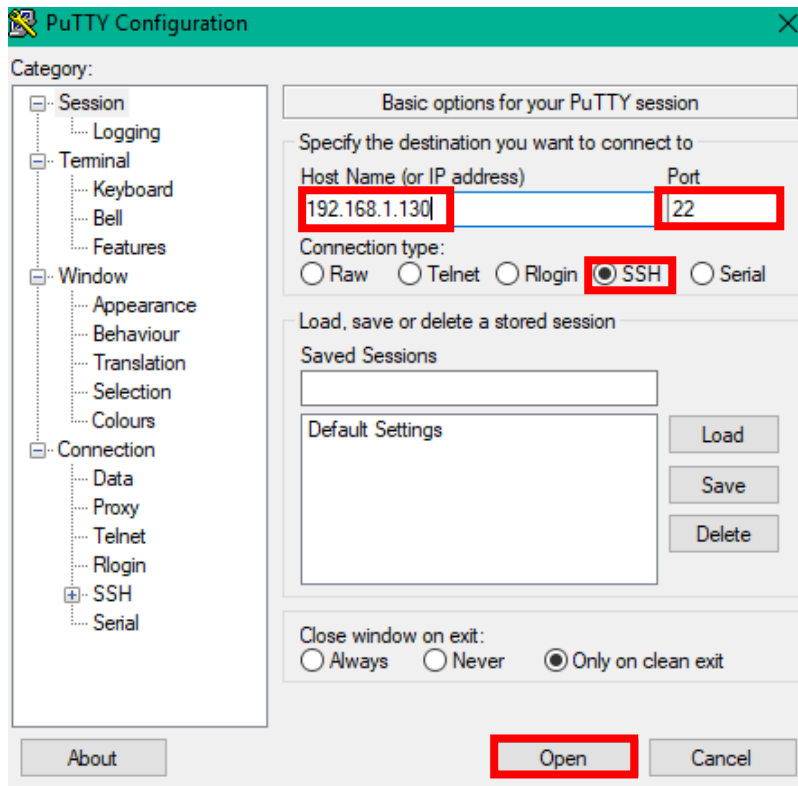 PuTTY Configuration
Category:
Session
Logging
Terminal
Keyboard
Bell
Features
Window
Appearance
Behaviour
Translation
Selection
Colours
Connection
Data
Proxy
Telnet
Rlogin
SSH
Serial
Basic options for your PuTTY session
Specify the destination you want to connect to
Host Name (or IP address) Port
192.168.1.130 22
Connection type:
Raw Telnet Rlogin SSH Serial
Load, save or delete a stored session
Saved Sessions
Default Settings
Load
Save
Delete
Close window on exit:
Always Never Only on clean exit
About Open Cancel